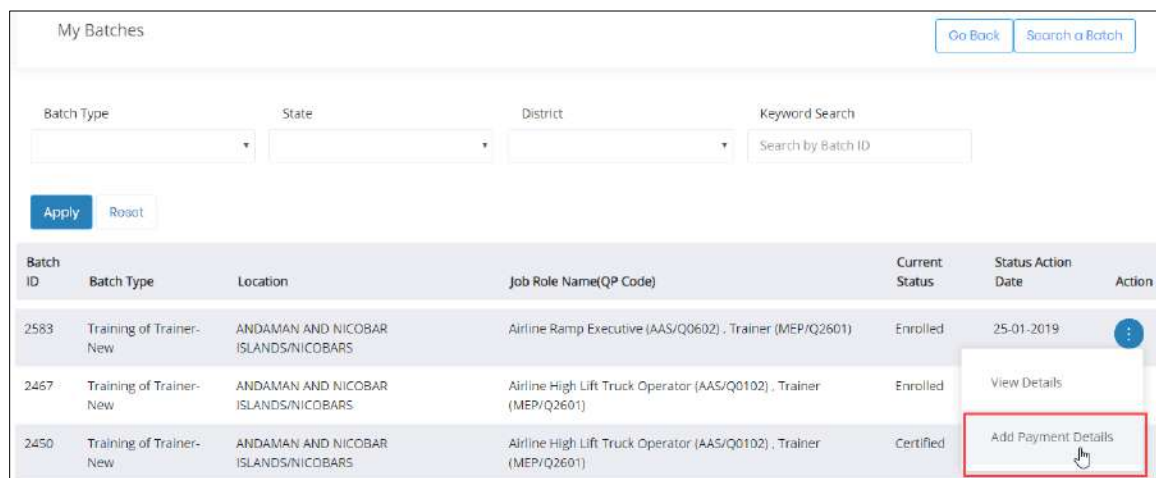 My Batches
Go Back
Search a Batch
Batch Type
State
District
Keyword Search
Search by Batch ID
Apply
Reset
Batch ID
Batch Type
Location
Job Role Name(QP Code)
Current Status
Status Action Date
Action
2583
Training of Trainer-
New
ANDAMAN AND NICOBAR
ISLANDS/NICOBARS
Airline Ramp Executive (AAS/Q0602) , Trainer (MEP/Q2601)
Enrolled
25-01-2019
View Details
Add Payment Details
2467
Training of Trainer-
New
ANDAMAN AND NICOBAR
ISLANDS/NICOBARS
Airline High Lift Truck Operator (AAS/Q0102) , Trainer
(MEP/Q2601)
Enrolled
2450
Training of Trainer-
New
ANDAMAN AND NICOBAR
ISLANDS/NICOBARS
Airline High Lift Truck Operator (AAS/Q0102) , Trainer
(MEP/Q2601)
Certified